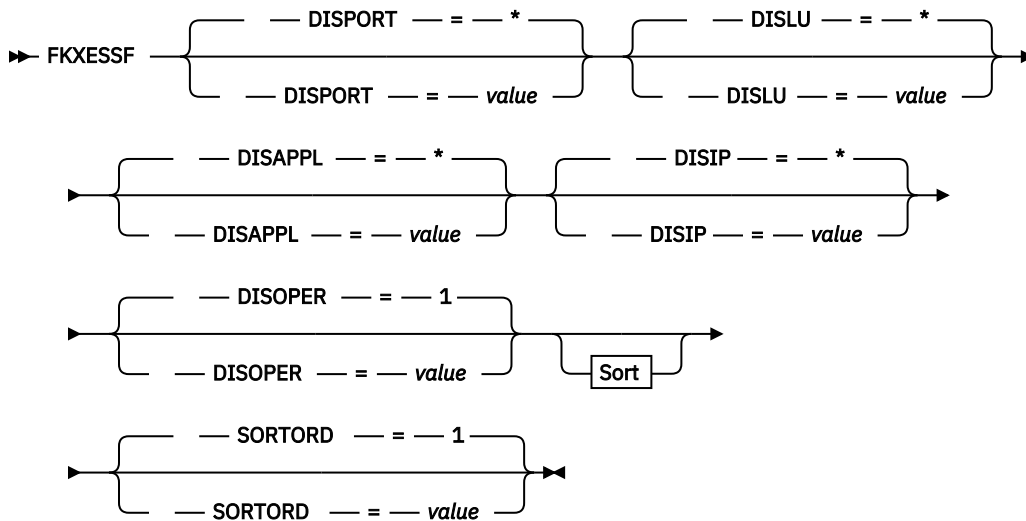 DISPORT = * DISLU = *
FKXESSF
DISPORT = value DISLU = value
DISAPPL = * DISIP = *
DISAPPL = value DISIP = value
DISOPER = 1
DISOPER = value Sort
SORTORD = 1
SORTORD = value